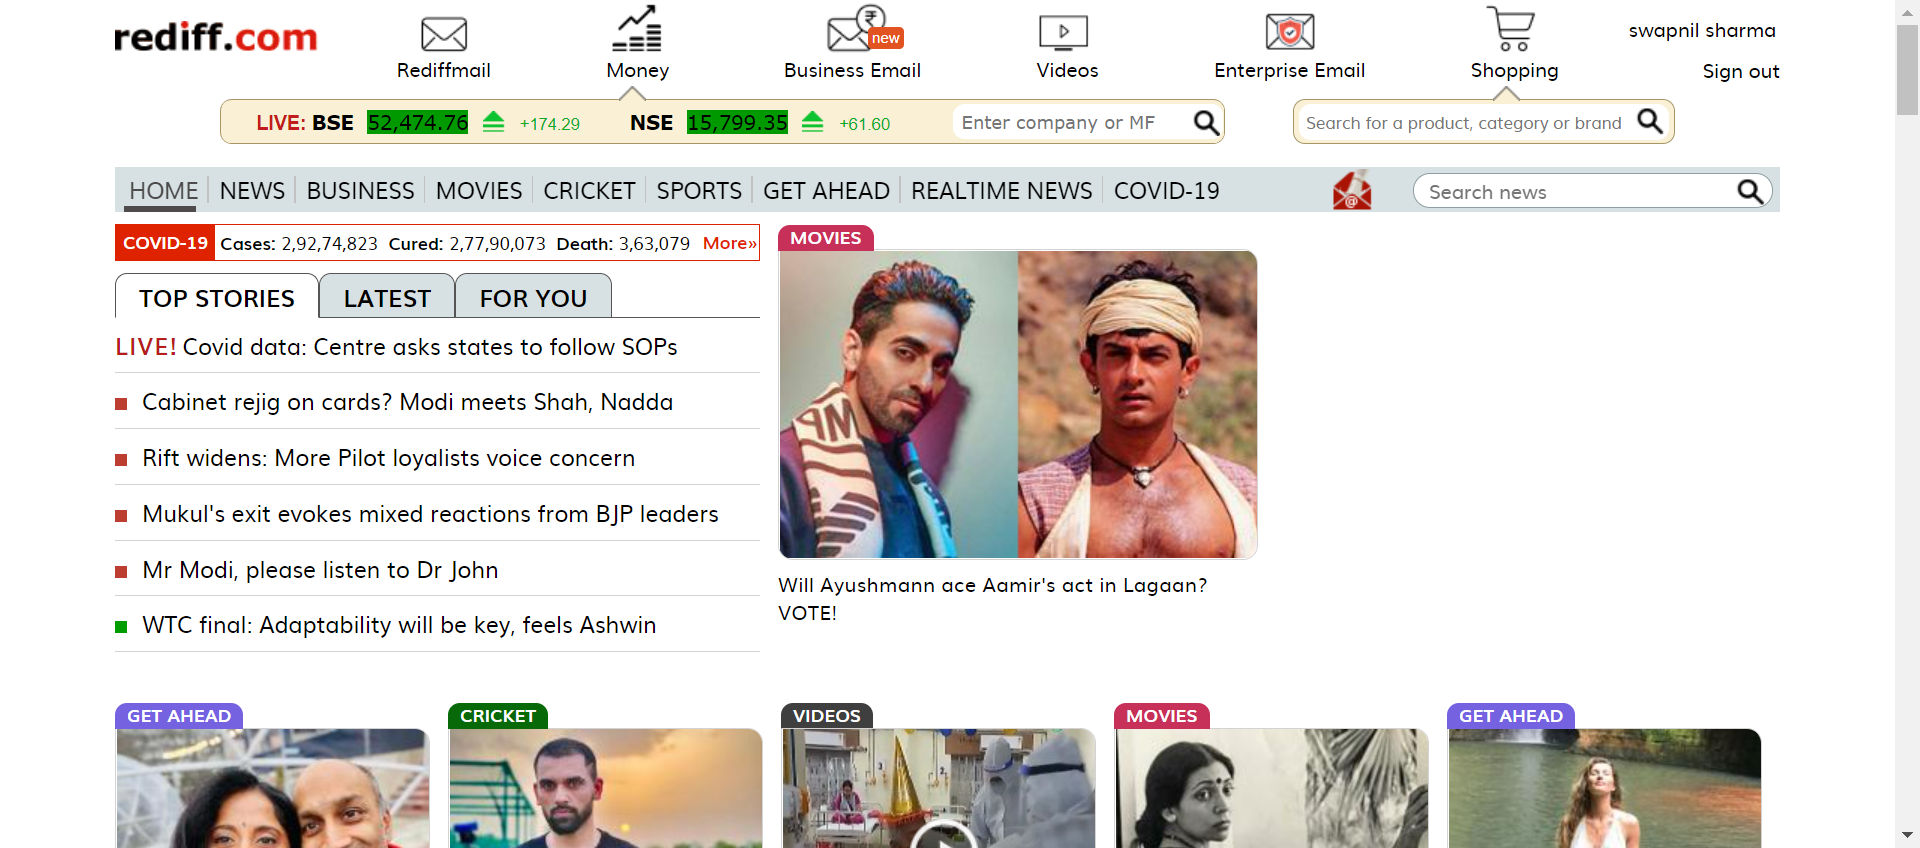 rediff.com
Rediffmail
Money
new
Business Email
Videos
Enterprise Email
Shopping
swapnil sharma
Sign out
LIVE: BSE 52,474.76 +174.29 NSE 15,799.35 +61.60
Enter company or MF
Search for a product, category or brand
HOME NEWS BUSINESS MOVIES CRICKET SPORTS GET AHEAD REALTIME NEWS COVID-19
@
Search news
COVID-19 Cases: 2,92,74,823 Cured: 2,77,90,073 Death: 3,63,079 More»
TOP STORIES LATEST FOR YOU
LIVE! Covid data: Centre asks states to follow SOPs
Cabinet rejig on cards? Modi meets Shah, Nadda
Rift widens: More Pilot loyalists voice concern
Mukul's exit evokes mixed reactions from BJP leaders
Mr Modi, please listen to Dr John
WTC final: Adaptability will be key, feels Ashwin
MOVIES
Will Ayushmann ace Aamir's act in Lagaan?
VOTE!
GET AHEAD
CRICKET
VIDEOS
MOVIES
GET AHEAD